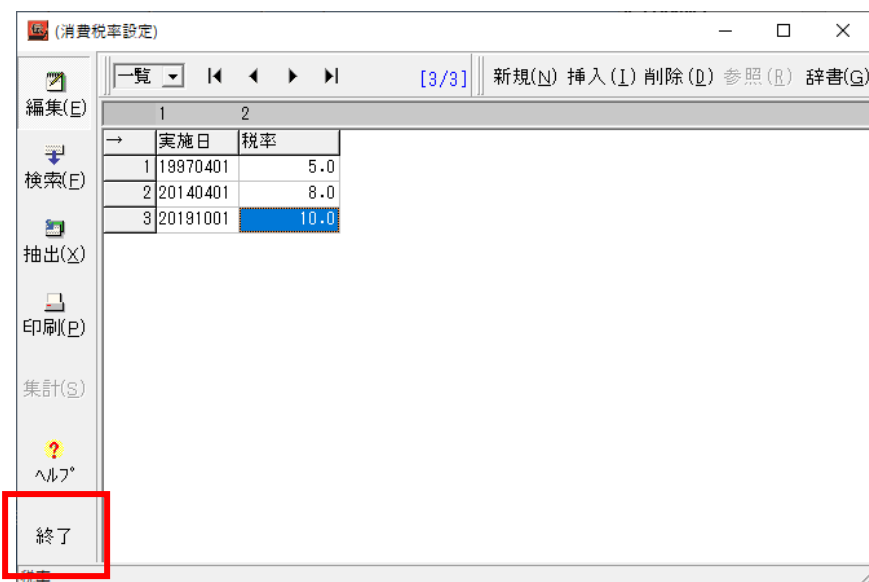 (消費税率設定)
一覧 [3/3] 新規(N) 挿入(I) 削除(D) 参照(R) 辞書(G)
編集(E)
検索(F)
抽出(X)
印刷(P)
集計(S)
?
ヘルプ
終了
1 2
→ 実施日 税率
1 19970401 5.0
2 20140401 8.0
3 20191001 10.0